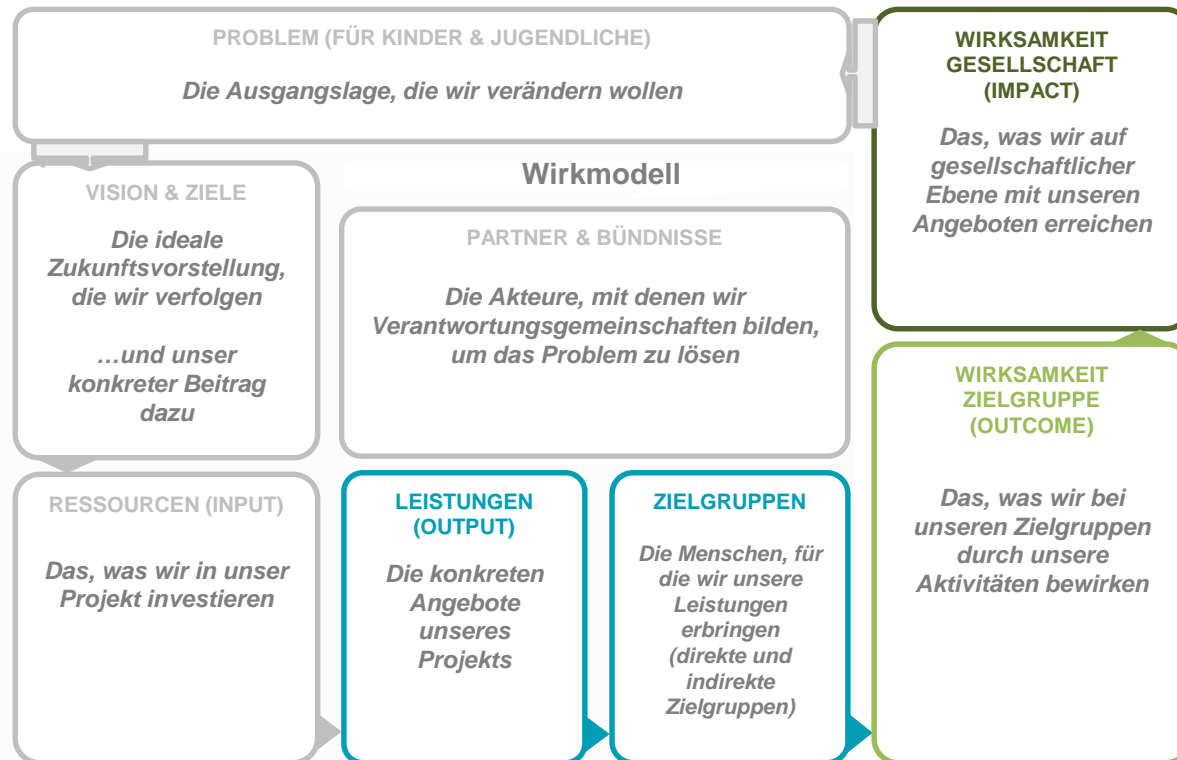 PROBLEM (FÜR KINDER & JUGENDLICHE)
Die Ausgangslage, die wir verändern wollen
VISION & ZIELE
Die ideale
Zukunftsvorstellung,
die wir verfolgen
…und unser
konkreter Beitrag
dazu
Wirkmodell
PARTNER & BÜNDNISSE
Die Akteure, mit denen wir
Verantwortungsgemeinschaften bilden,
um das Problem zu lösen
RESSOURCEN (INPUT)
Das, was wir in unser
Projekt investieren
LEISTUNGEN
(OUTPUT)
Die konkreten
Angebote
unseres
Projekts
ZIELGRUPPEN
Die Menschen, für
die wir unsere
Leistungen
erbringen
(direkte und
indirekte
Zielgruppen)
WIRKSAMKEIT
ZIELGRUPPE
(OUTCOME)
Das, was wir bei
unseren Zielgruppen
durch unsere
Aktivitäten bewirken
WIRKSAMKEIT
GESELLSCHAFT
(IMPACT)
Das, was wir auf
gesellschaftlicher
Ebene mit unseren
Angeboten erreichen